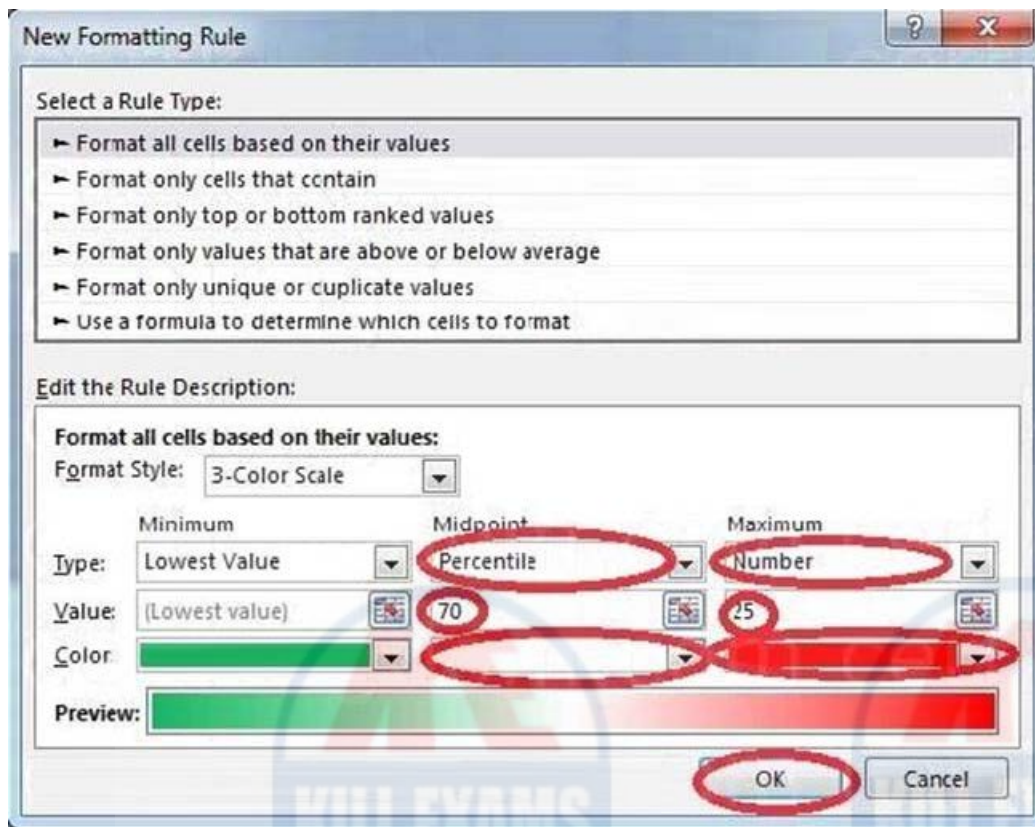 New Formatting Rule
?
X
Select a Rule Type:
► Format all cells based on their values
► Format only cells that ccntain
► Format only top or bottom ranked values
► Format only values that are above or below average
► Format only unique or cuplicate values
► Use a formula to determine which cells to format
Edit the Rule Description:
Format all cells based on their values:
Format Style: 3-Color Scale
Minimum Midpoint Maximum
Type: Lowest Value Percentile Number
Value: (Lowest value) 70 25
Color:
Preview:
OK Cancel
KILL EXAMS